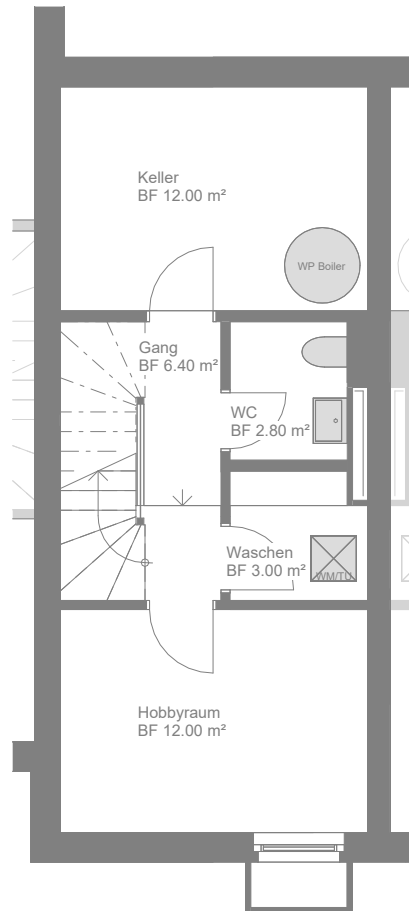 Keller
BF 12.00 m²
WP Boiler
Gang
BF 6.40 m²
WC
BF 2.80 m²
Waschen
BF 3.00 m²
WM/TU
Hobbyraum
BF 12.00 m²